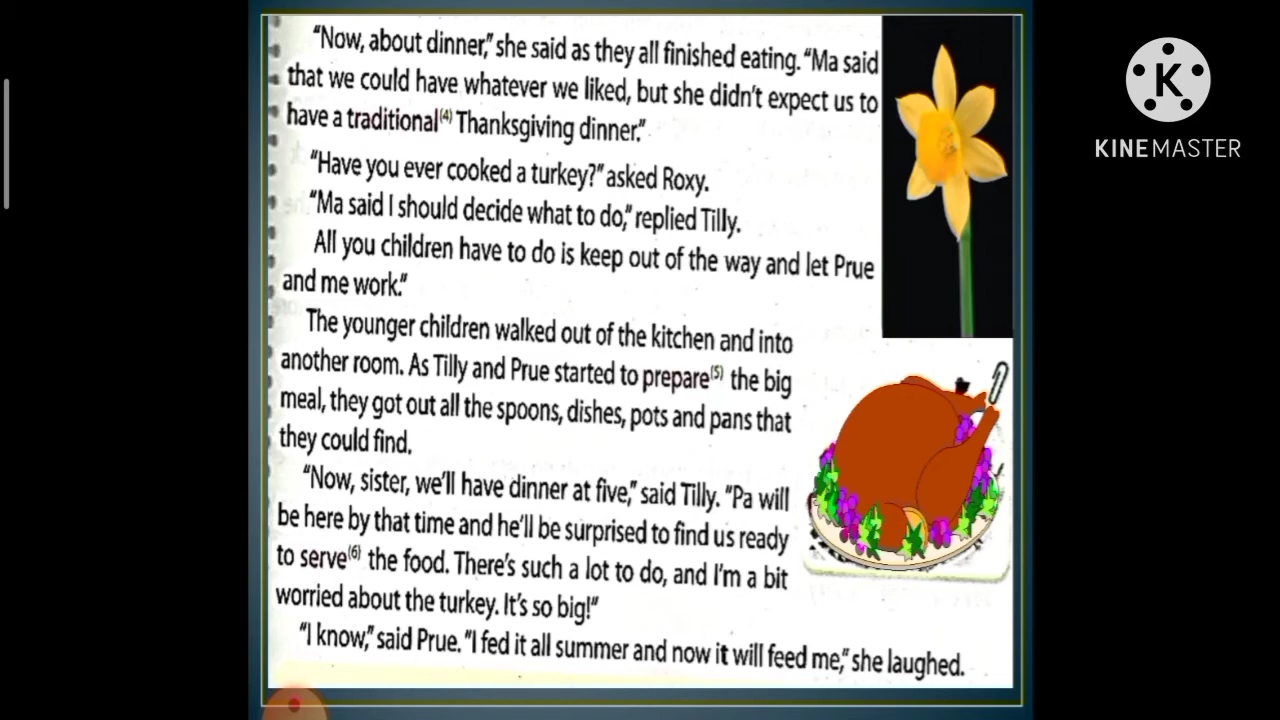 "Now, about dinner," she said as they all finished eating. "Ma said
that we could have whatever we liked, but she didn't expect us to
have a traditional(4) Thanksgiving dinner."
"Have you ever cooked a turkey?" asked Roxy.
"Ma said I should decide what to do," replied Tilly.
All you children have to do is keep out of the way and let Prue
and me work."
The younger children walked out of the kitchen and into
another room. As Tilly and Prue started to prepare(5) the big
meal, they got out all the spoons, dishes, pots and pans that
they could find.
"Now, sister, we'll have dinner at five," said Tilly. "Pa will
be here by that time and he'll be surprised to find us ready
to serve(6) the food. There's such a lot to do, and I'm a bit
worried about the turkey. It's so big!"
"I know," said Prue. "I fed it all summer and now it will feed me," she laughed.
K
KINEMASTER